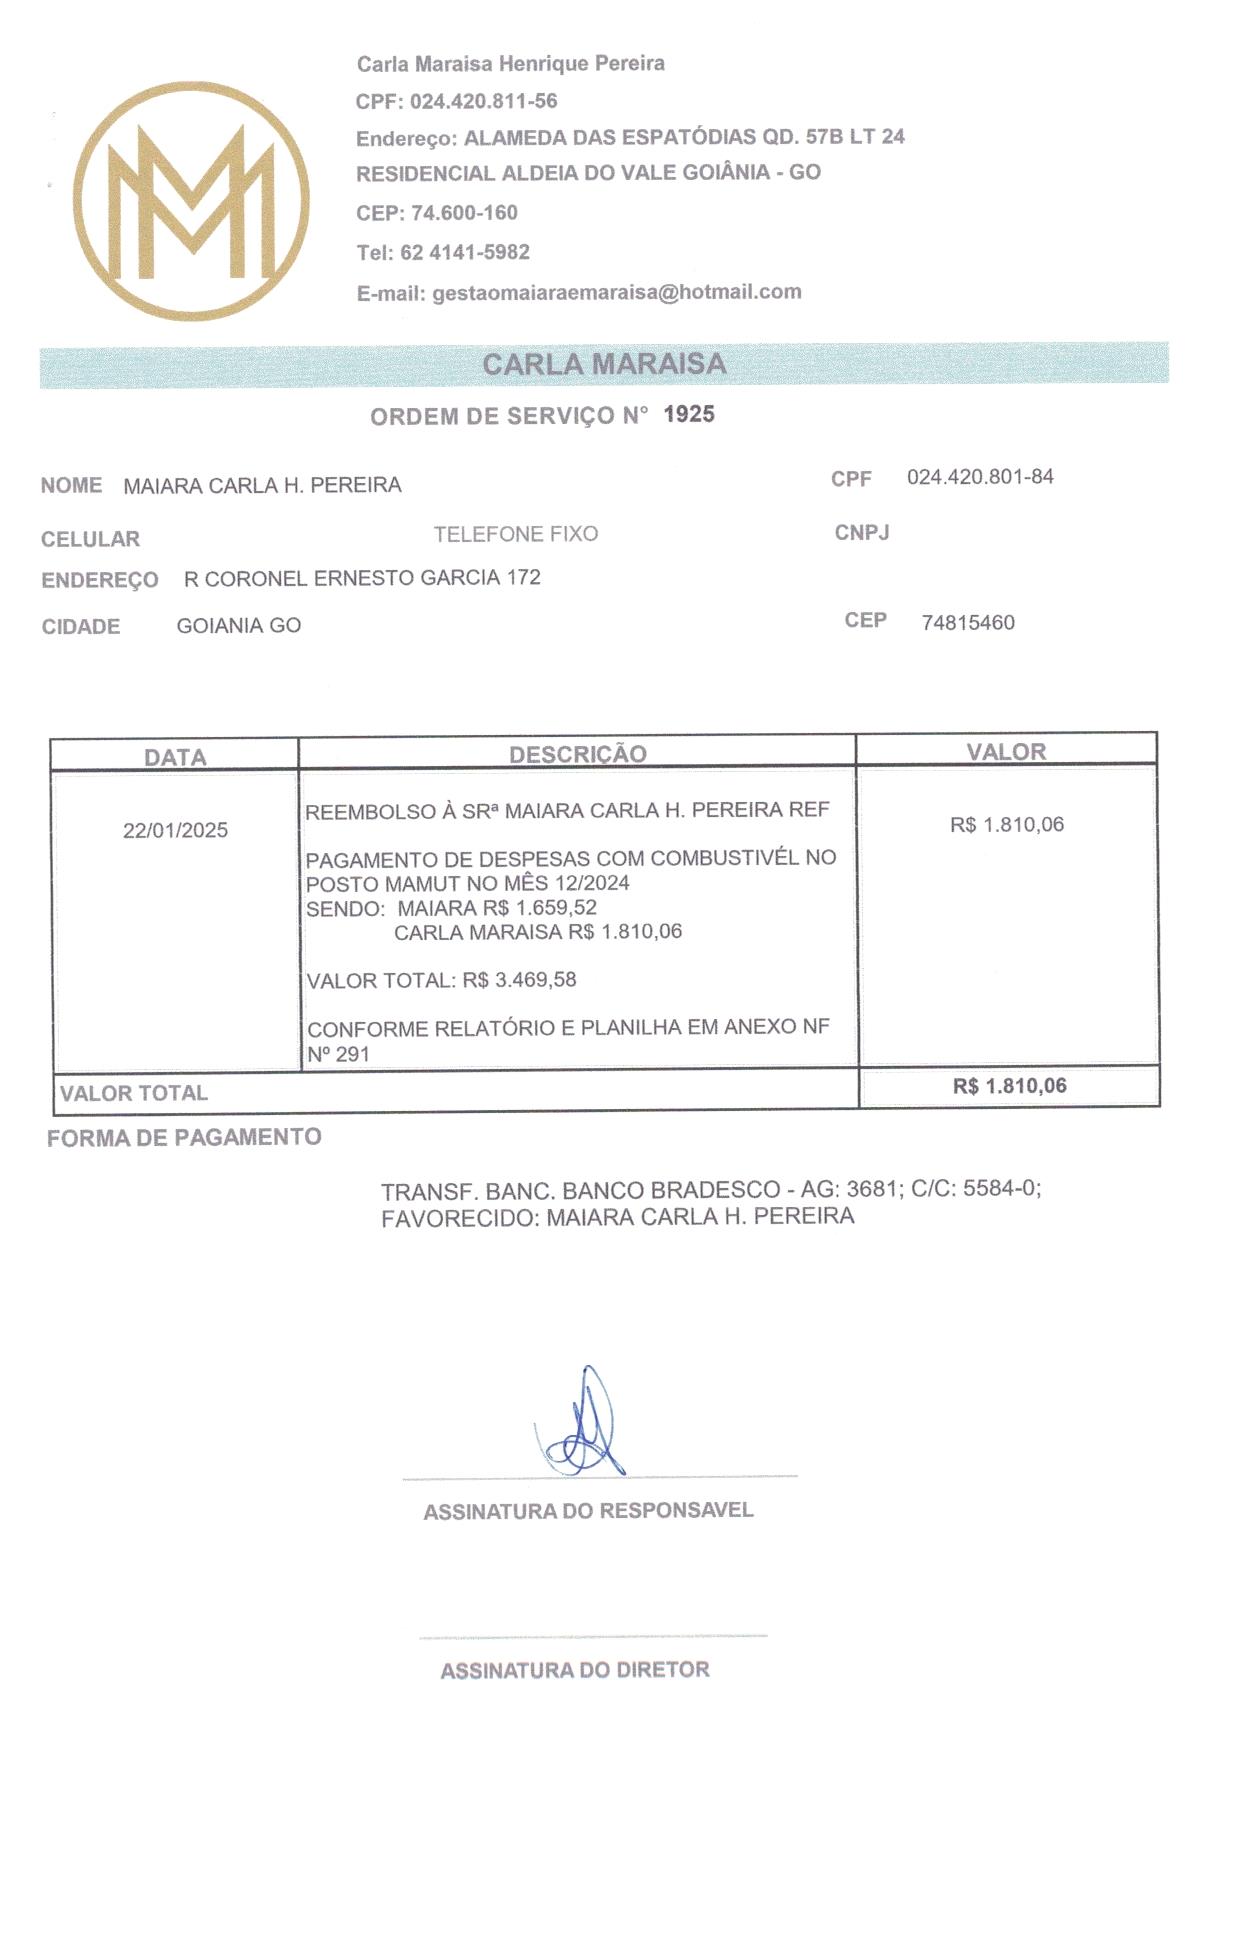 Carla Maraisa Henrique Pereira
CPF: 024.420.811-56
Endereço: ALAMEDA DAS ESPATÓDIAS QD. 57B LT 24
RESIDENCIAL ALDEIA DO VALE GOIÂNIA - GO
CEP: 74.600-160
Tel: 62 4141-5982
E-mail: gestaomaiaraemaraisa@hotmail.com
CARLA MARAISA
ORDEM DE SERVIÇO N° 1925
NOME MAIARA CARLA H. PEREIRA CPF 024.420.801-84
CELULAR TELEFONE FIXO CNPJ
ENDEREÇO R CORONEL ERNESTO GARCIA 172
CIDADE GOIANIA GO CEP 74815460
DATA DESCRIÇÃO VALOR
REEMBOLSO À SRª MAIARA CARLA H. PEREIRA REF
22/01/2025 R$ 1.810,06
PAGAMENTO DE DESPESAS COM COMBUSTIVÉL NO
POSTO MAMUT NO MÊS 12/2024
SENDO: MAIARA R$ 1.659,52
CARLA MARAISA R$ 1.810,06
VALOR TOTAL: R$ 3.469,58
CONFORME RELATÓRIO E PLANILHA EM ANEXO NF
Nº 291
VALOR TOTAL R$ 1.810,06
FORMA DE PAGAMENTO
TRANSF. BANC. BANCO BRADESCO - AG: 3681; C/C: 5584-0;
FAVORECIDO: MAIARA CARLA H. PEREIRA
ASSINATURA DO RESPONSAVEL
ASSINATURA DO DIRETOR